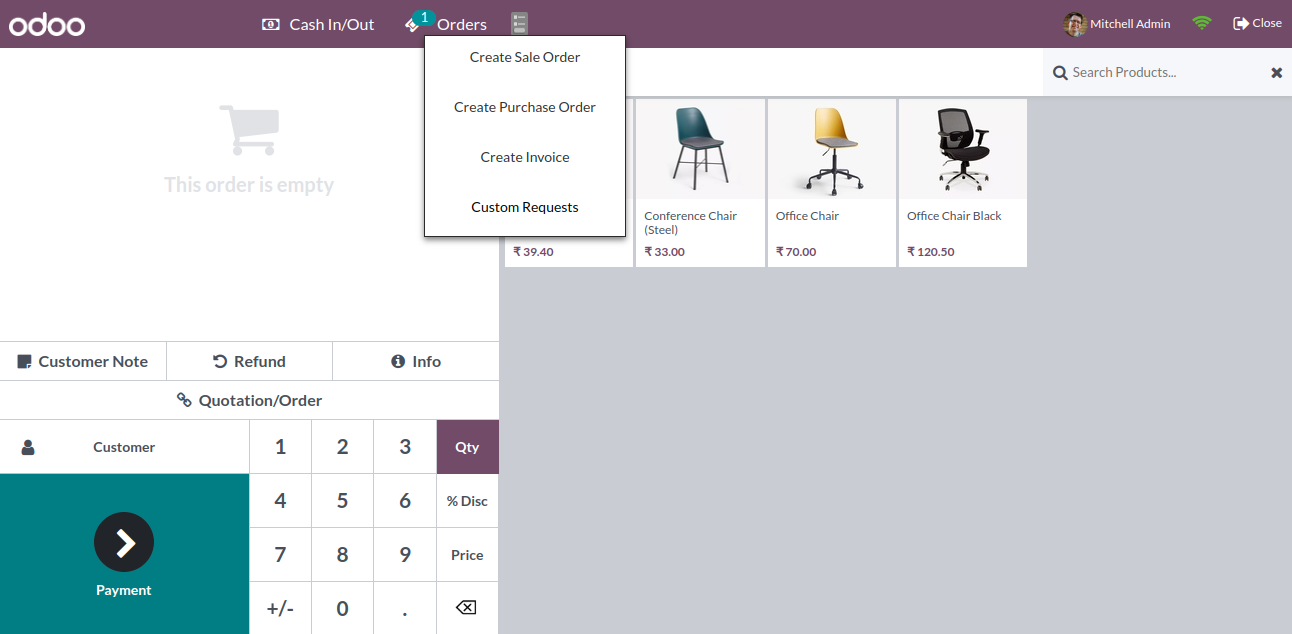 odoo
Cash In/Out
1
Orders
Mitchell Admin
Close
Create Sale Order
Create Purchase Order
Create Invoice
Custom Requests
Search Products...
This order is empty
₹ 39.40
Conference Chair
(Steel)
₹ 33.00
Office Chair
₹ 70.00
Office Chair Black
₹ 120.50
Customer Note
Refund
Info
Quotation/Order
Customer
1 2 3 Qty
4 5 6 % Disc
7 8 9 Price
+/- 0 .
Payment